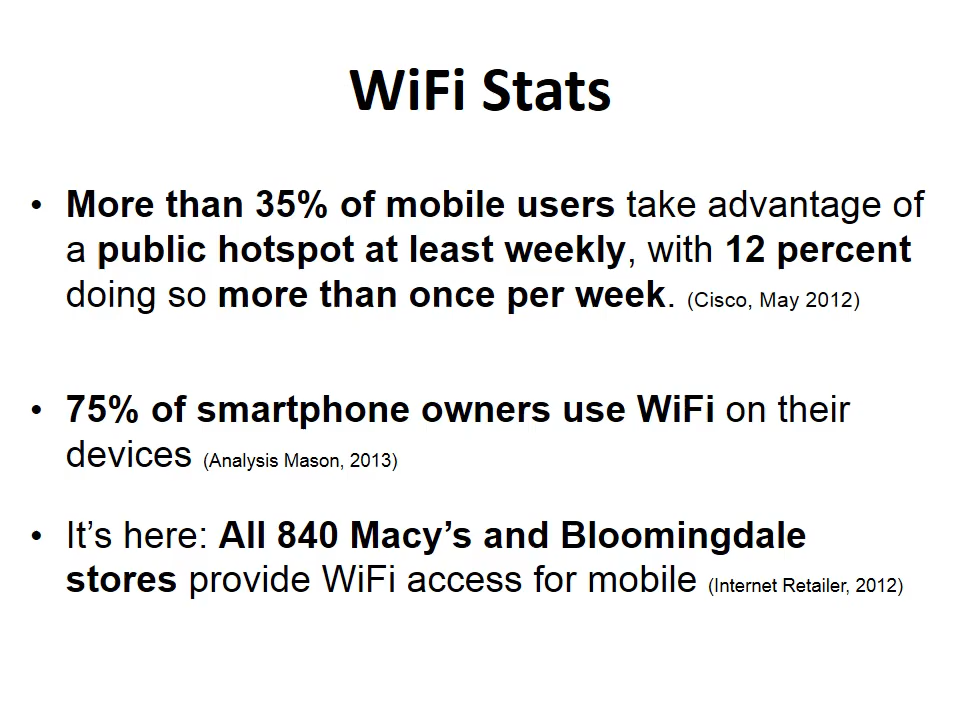 WiFi Stats
• More than 35% of mobile users take advantage of
a public hotspot at least weekly, with 12 percent
doing so more than once per week. (Cisco, May 2012)
• 75% of smartphone owners use WiFi on their
devices (Analysis Mason, 2013)
• It’s here: All 840 Macy’s and Bloomingdale
stores provide WiFi access for mobile (Internet Retailer, 2012)